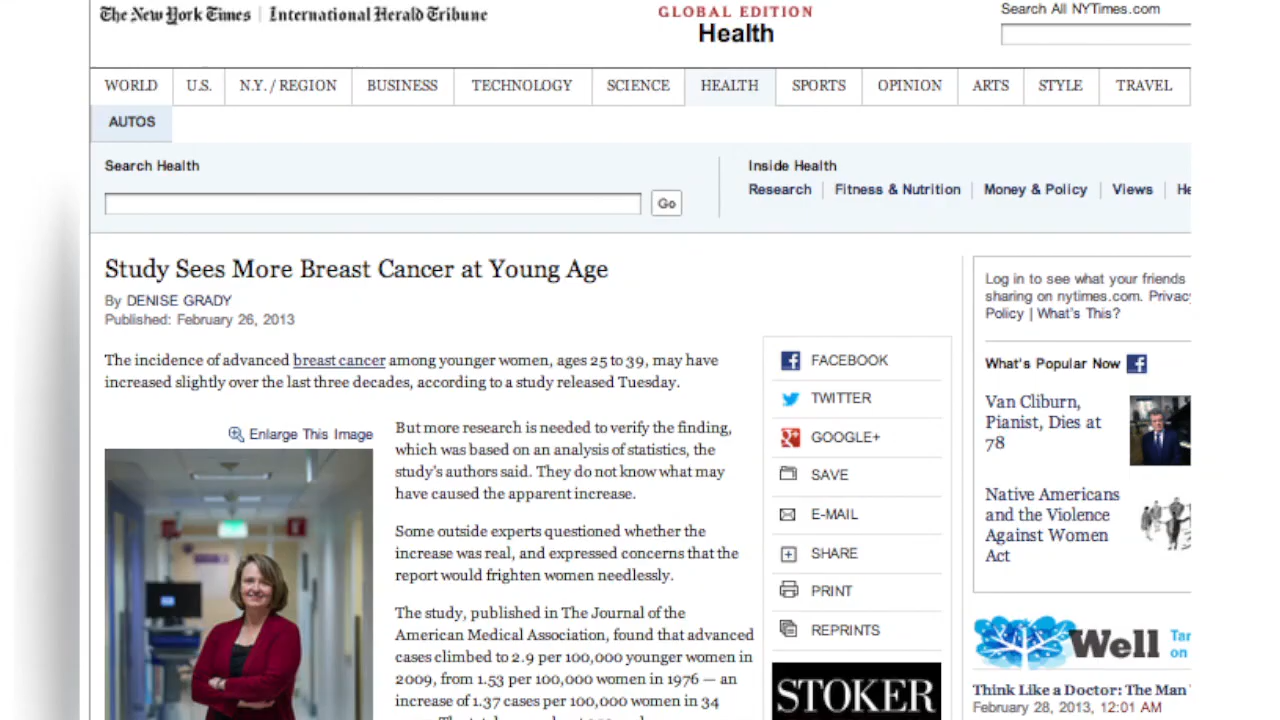 The New York Times | International Herald Tribune
GLOBAL EDITION
Health
Search All NYTimes.com
WORLD U.S. N.Y. / REGION BUSINESS TECHNOLOGY SCIENCE HEALTH SPORTS OPINION ARTS STYLE TRAVEL
AUTOS
Search Health
Go
Inside Health
Research | Fitness & Nutrition | Money & Policy | Views | He
Study Sees More Breast Cancer at Young Age
By DENISE GRADY
Published: February 26, 2013
The incidence of advanced breast cancer among younger women, ages 25 to 39, may have
increased slightly over the last three decades, according to a study released Tuesday.
Enlarge This Image
But more research is needed to verify the finding,
which was based on an analysis of statistics, the
study's authors said. They do not know what may
have caused the apparent increase.
Some outside experts questioned whether the
increase was real, and expressed concerns that the
report would frighten women needlessly.
The study, published in The Journal of the
American Medical Association, found that advanced
cases climbed to 2.9 per 100,000 younger women in
2009, from 1.53 per 100,000 women in 1976 — an
increase of 1.37 cases per 100,000 women in 34
FACEBOOK
TWITTER
GOOGLE+
SAVE
E-MAIL
SHARE
PRINT
REPRINTS
STOKER
Log in to see what your friends
sharing on nytimes.com. Privacy
Policy | What's This?
What's Popular Now
Van Cliburn,
Pianist, Dies at
78
Native Americans
and the Violence
Against Women
Act
Well
Tar
on
Think Like a Doctor: The Man
February 28, 2013, 12:01 AM